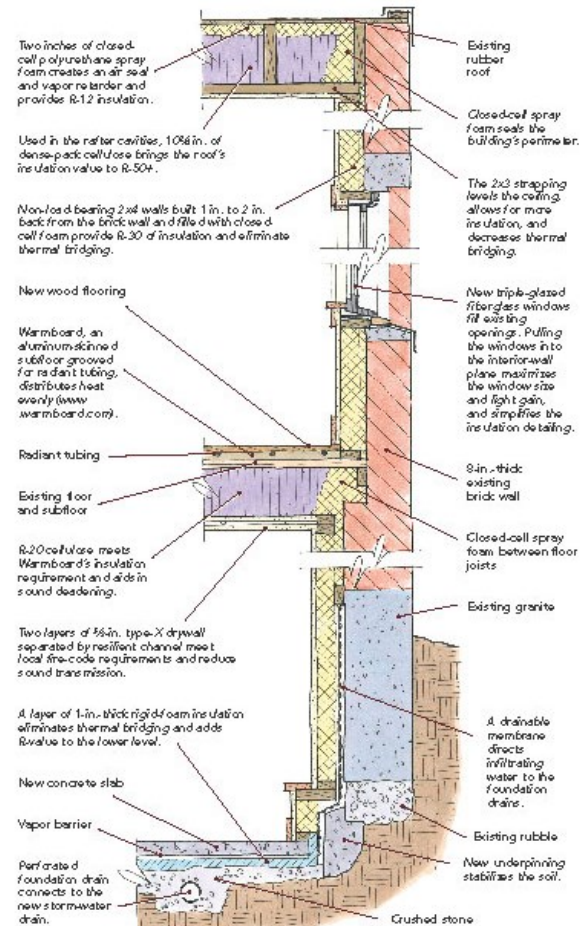 Two inches of closed-
cell polyurethane spray
foam creates an air seal
and vapor retarder and
provides R-12 insulation.
Used in the rafter cavities, 10⅝ in. of
dense-pack cellulose brings the roof's
insulation value to R-50+.
Non-load-bearing 2x4 walls built 1 in. to 2 in.
back from the brick wall and filled with closed-
cell foam provide R-30 of insulation and eliminate
thermal bridging.
New wood flooring
Warmboard, an
aluminum-skinned
subfloor grooved
for radiant tubing,
distributes heat
evenly (www
.warmboard.com).
Radiant tubing
Existing floor
and subfloor
R-20 cellulose meets
Warmboard's insulation
requirement and aids in
sound deadening.
Two layers of ⅝-in. type-X drywall
separated by resilient channel meet
local fire-code requirements and reduce
sound transmission.
A layer of 1-in.-thick rigid-foam insulation
eliminates thermal bridging and adds
R-value to the lower level.
New concrete slab
Vapor barrier
Perforated
foundation drain
connects to the
new storm-water
drain.
Existing
rubber
roof
Closed-cell spray
foam seals the
building's perimeter.
The 2x3 strapping
levels the ceiling,
allows for more
insulation, and
decreases thermal
bridging.
New triple-glazed
fiberglass windows
fill existing
openings. Pulling
the windows into
the interior-wall
plane maximizes
the window size
and light gain,
and simplifies the
insulation detailing.
8-in.-thick
existing
brick wall
Closed-cell spray
foam between floor
joists
Existing granite
A drainable
membrane
directs
infiltrating
water to the
foundation
drains.
Existing rubble
New underpinning
stabilizes the soil.
Crushed stone